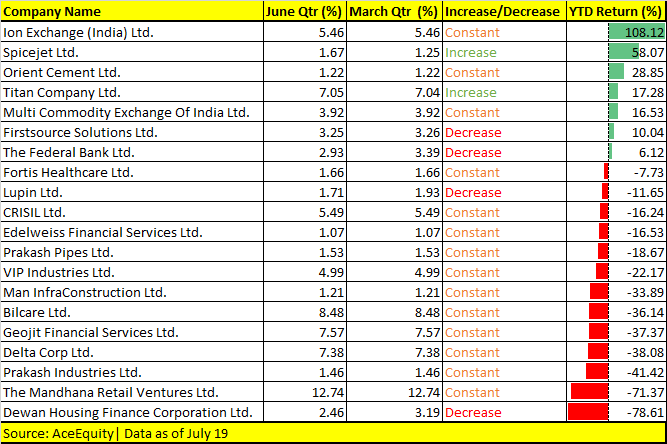 Company Name June Qtr (%) March Qtr (%) Increase/Decrease YTD Return (%)
Ion Exchange (India) Ltd. 5.46 5.46 Constant 108.12
Spicejet Ltd. 1.67 1.25 Increase 58.07
Orient Cement Ltd. 1.22 1.22 Constant 28.85
Titan Company Ltd. 7.05 7.04 Increase 17.28
Multi Commodity Exchange Of India Ltd. 3.92 3.92 Constant 16.53
Firstsource Solutions Ltd. 3.25 3.26 Decrease 10.04
The Federal Bank Ltd. 2.93 3.39 Decrease 6.12
Fortis Healthcare Ltd. 1.66 1.66 Constant -7.73
Lupin Ltd. 1.71 1.93 Decrease -11.65
CRISIL Ltd. 5.49 5.49 Constant -16.24
Edelweiss Financial Services Ltd. 1.07 1.07 Constant -16.53
Prakash Pipes Ltd. 1.53 1.53 Constant -18.67
VIP Industries Ltd. 4.99 4.99 Constant -22.17
Man InfraConstruction Ltd. 1.21 1.21 Constant -33.89
Bilcare Ltd. 8.48 8.48 Constant -36.14
Geojit Financial Services Ltd. 7.57 7.57 Constant -37.37
Delta Corp Ltd. 7.38 7.38 Constant -38.08
Prakash Industries Ltd. 1.46 1.46 Constant -41.42
The Mandhana Retail Ventures Ltd. 12.74 12.74 Constant -71.37
Dewan Housing Finance Corporation Ltd. 2.46 3.19 Decrease -78.61
Source: AceEquity| Data as of July 19